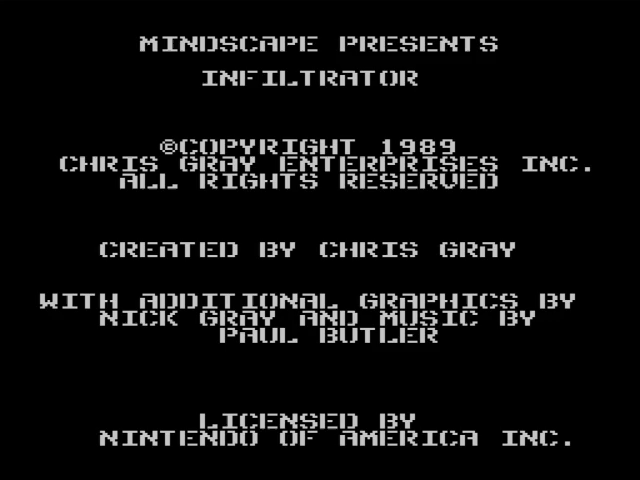 MINDSCAPE PRESENTS
INFILTRATOR
©COPYRIGHT 1989
CHRIS GRAY ENTERPRISES INC.
ALL RIGHTS RESERVED
CREATED BY CHRIS GRAY
WITH ADDITIONAL GRAPHICS BY
NICK GRAY AND MUSIC BY
PAUL BUTLER
LICENSED BY
NINTENDO OF AMERICA INC.